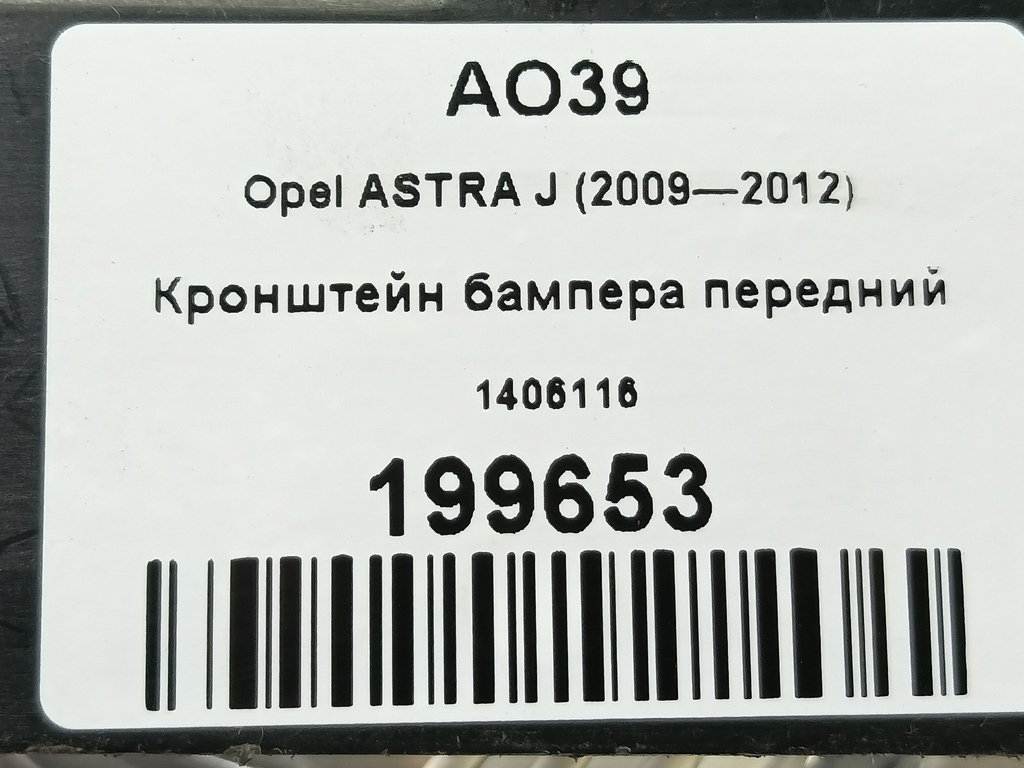 AO39
Opel ASTRA J (2009—2012)
Кронштейн бампера передний
1406116
199653